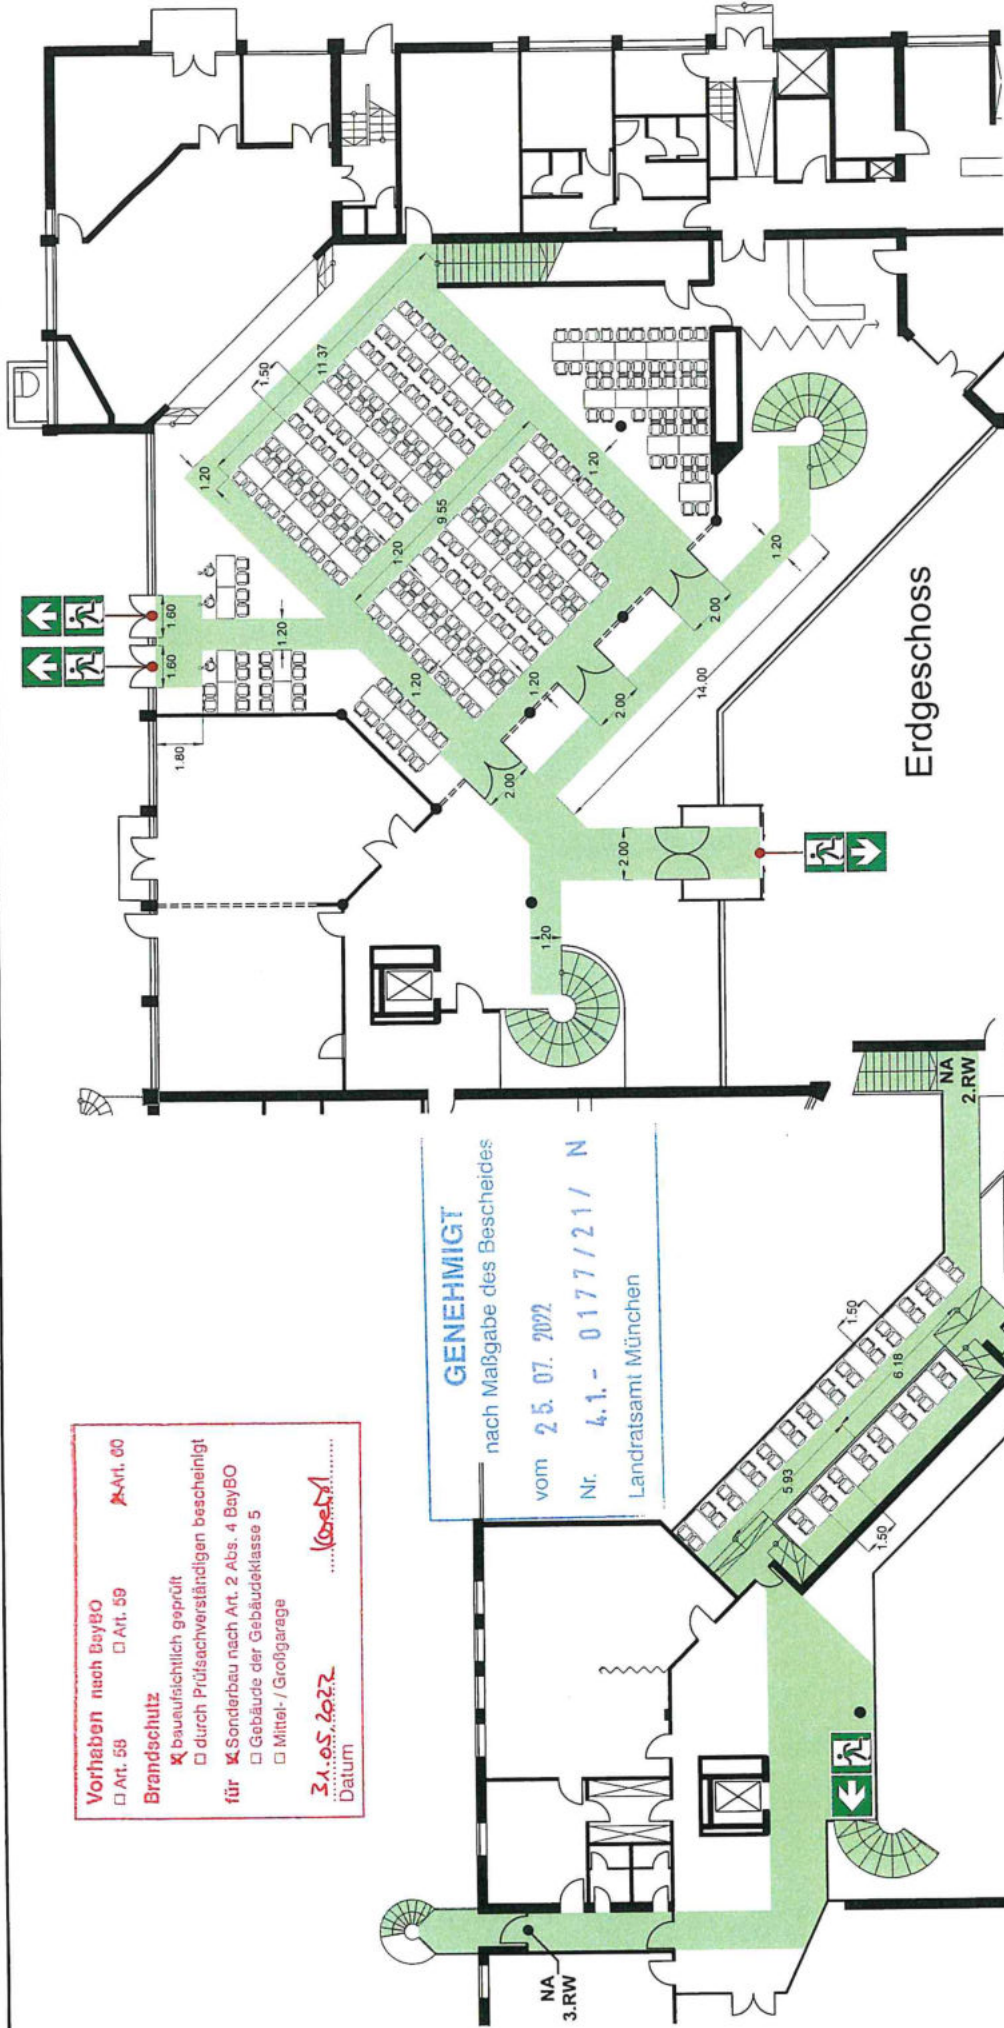 Vorhaben nach BayBO
☐ Art. 58 ☐ Art. 59 ☒ Art. 60
Brandschutz
☒ bauaufsichtlich geprüft
☐ durch Prüfsachverständigen bescheinigt
für ☒ Sonderbau nach Art. 2 Abs. 4 BayBO
☐ Gebäude der Gebäudeklasse 5
☐ Mittel- / Großgarage
31.05.2022
Datum
GENEHMIGT
nach Maßgabe des Bescheides
vom 25. 07. 2022
Nr. 4.1. - 0177 / 21 / N
Landratsamt München
Erdgeschoss
1.60
1.60
1.80
1.20
1.20
1.50
11.37
1.20
9.55
1.20
1.20
1.20
2.00
2.00
2.00
14.00
1.20
2.00
1.20
NA
2.RW
1.50
6.18
5.93
1.50
NA
3.RW